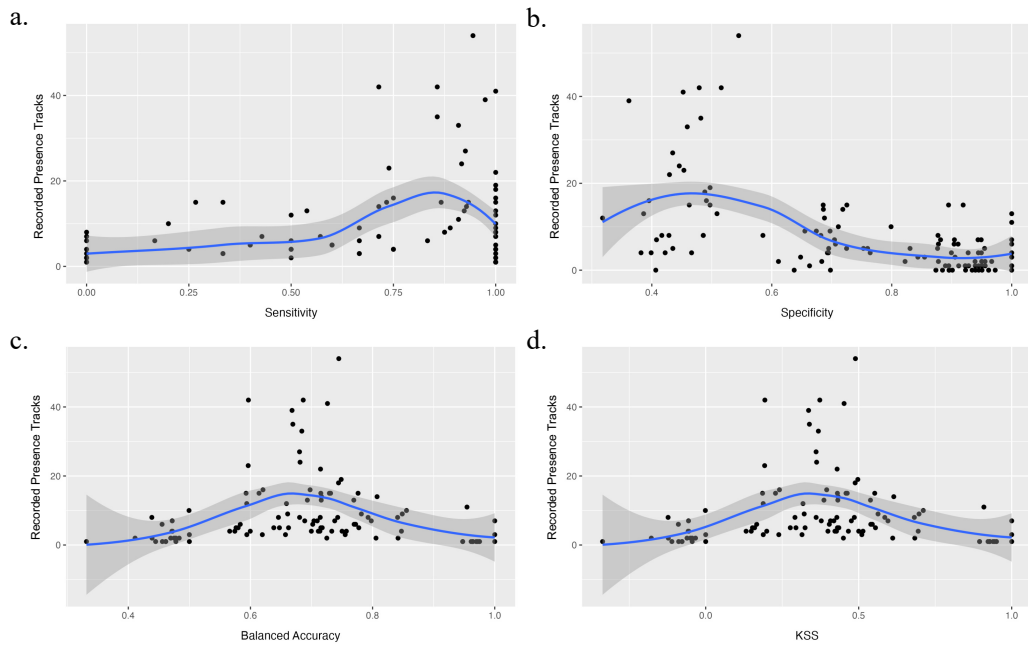 a.
Recorded Presence Tracks
40
20
0
0.00 0.25 0.50 0.75 1.00
Sensitivity
b.
Recorded Presence Tracks
40
20
0
0.4 0.6 0.8 1.0
Specificity
c.
Recorded Presence Tracks
40
20
0
0.4 0.6 0.8 1.0
Balanced Accuracy
d.
Recorded Presence Tracks
40
20
0
0.0 0.5 1.0
KSS